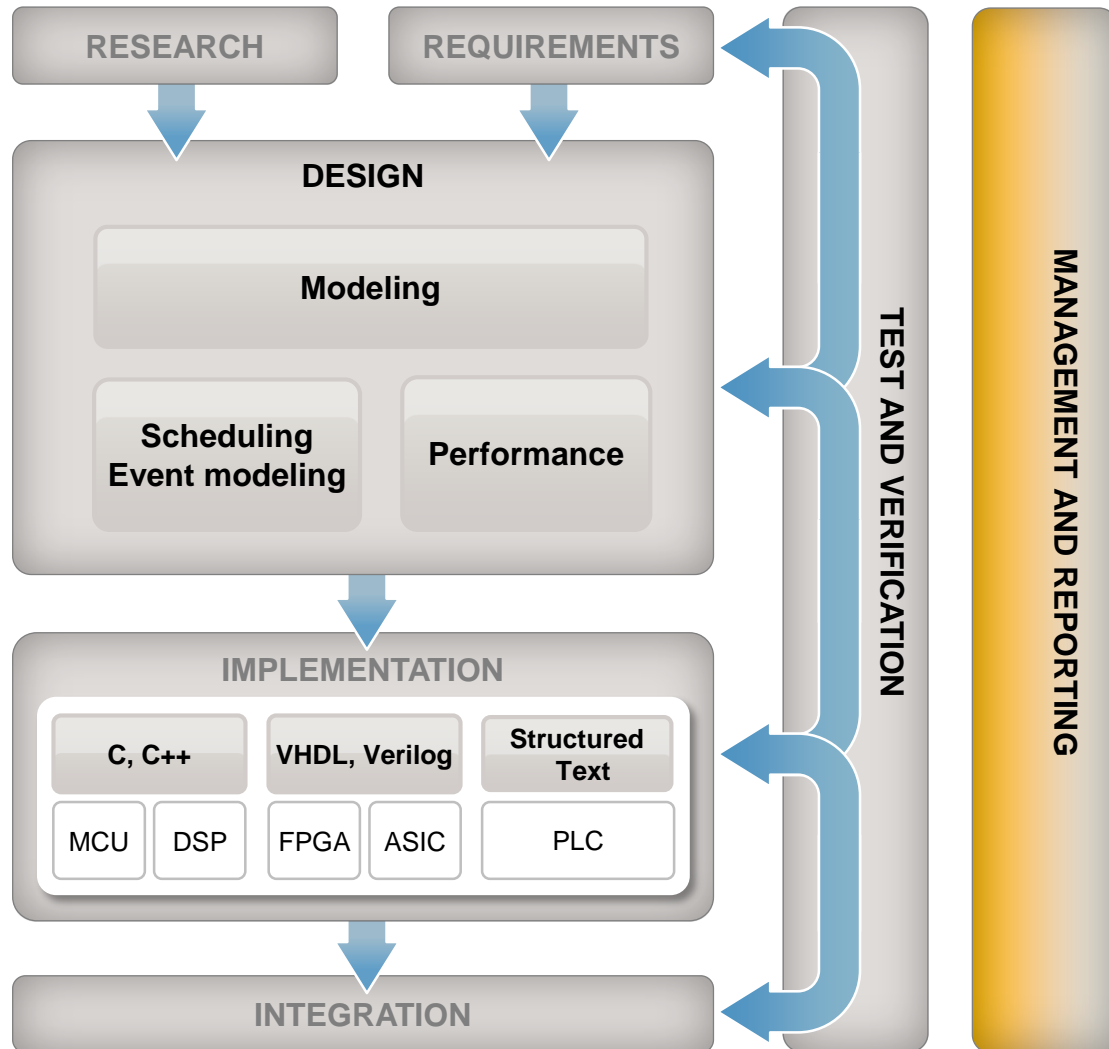 RESEARCH
REQUIREMENTS
DESIGN
Modeling
Scheduling
Event modeling
Performance
IMPLEMENTATION
C, C++
VHDL, Verilog
Structured
Text
MCU
DSP
FPGA
ASIC
PLC
INTEGRATION
TEST AND VERIFICATION
MANAGEMENT AND REPORTING